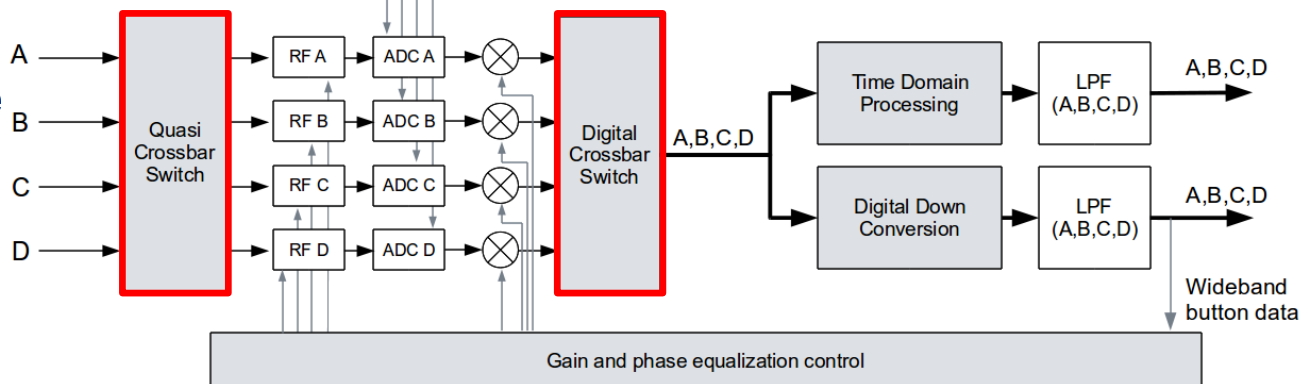 A
B
C
D
Quasi
Crossbar
Switch
RF A
RF B
RF C
RF D
ADC A
ADC B
ADC C
ADC D
Digital
Crossbar
Switch
A,B,C,D
Time Domain
Processing
LPF
(A,B,C,D)
A,B,C,D
Digital Down
Conversion
LPF
(A,B,C,D)
A,B,C,D
Wideband
button data
Gain and phase equalization control